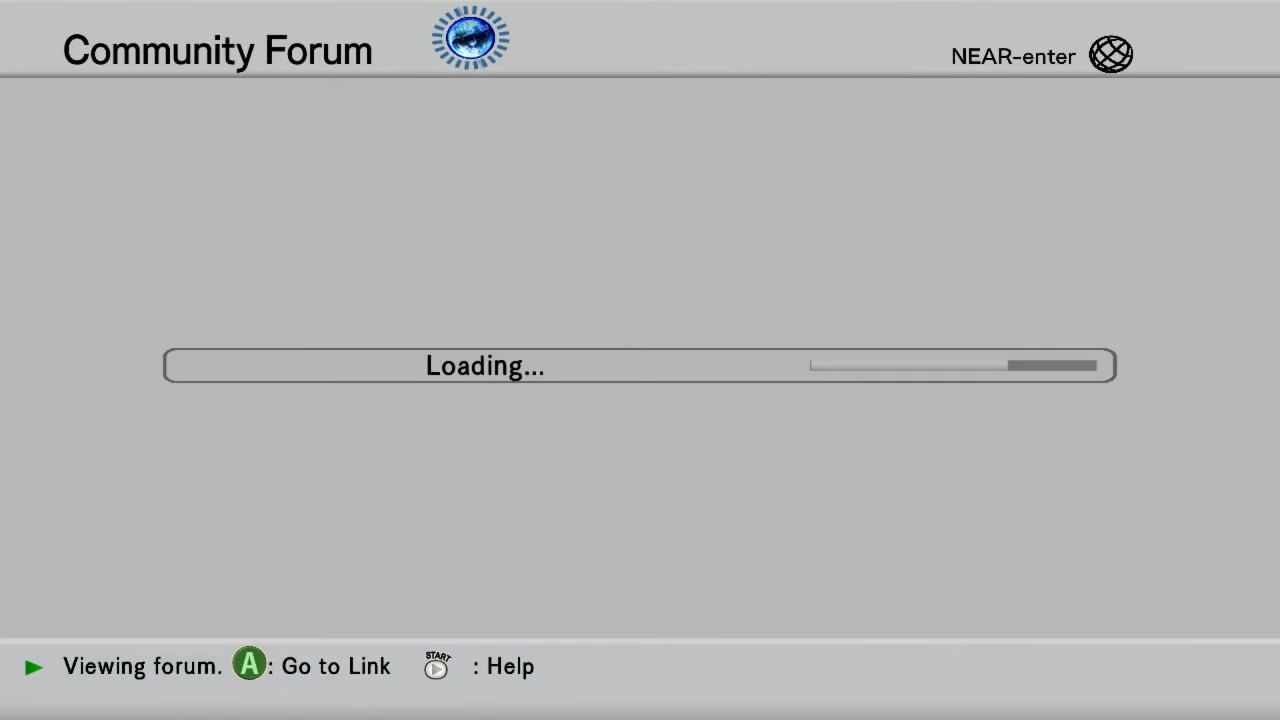 Community Forum
NEAR-enter
Loading...
Viewing forum. A : Go to Link START : Help